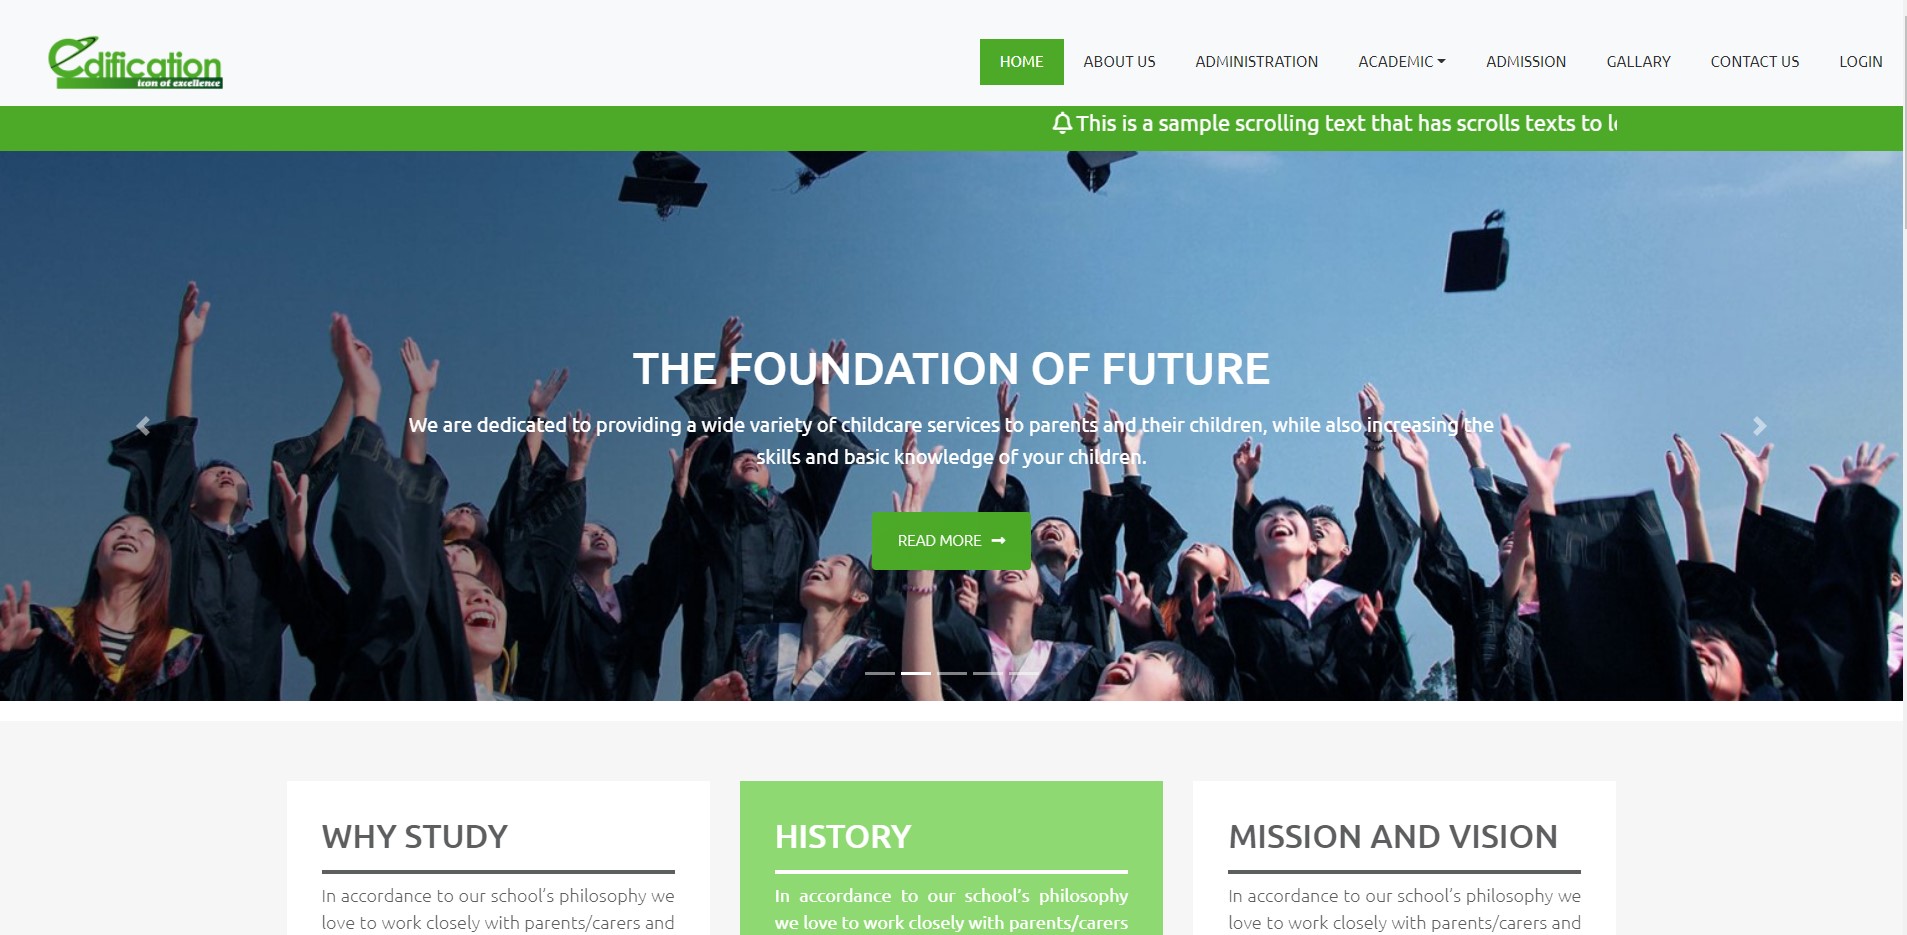 edification
icon of excellence
HOME ABOUT US ADMINISTRATION ACADEMIC ADMISSION GALLARY CONTACT US LOGIN
This is a sample scrolling text that has scrolls texts to
THE FOUNDATION OF FUTURE
We are dedicated to providing a wide variety of childcare services to parents and their children, while also increasing the
skills and basic knowledge of your children.
READ MORE
WHY STUDY
In accordance to our school’s philosophy we
love to work closely with parents/carers and
HISTORY
In accordance to our school’s philosophy
we love to work closely with parents/carers
MISSION AND VISION
In accordance to our school’s philosophy we
love to work closely with parents/carers and